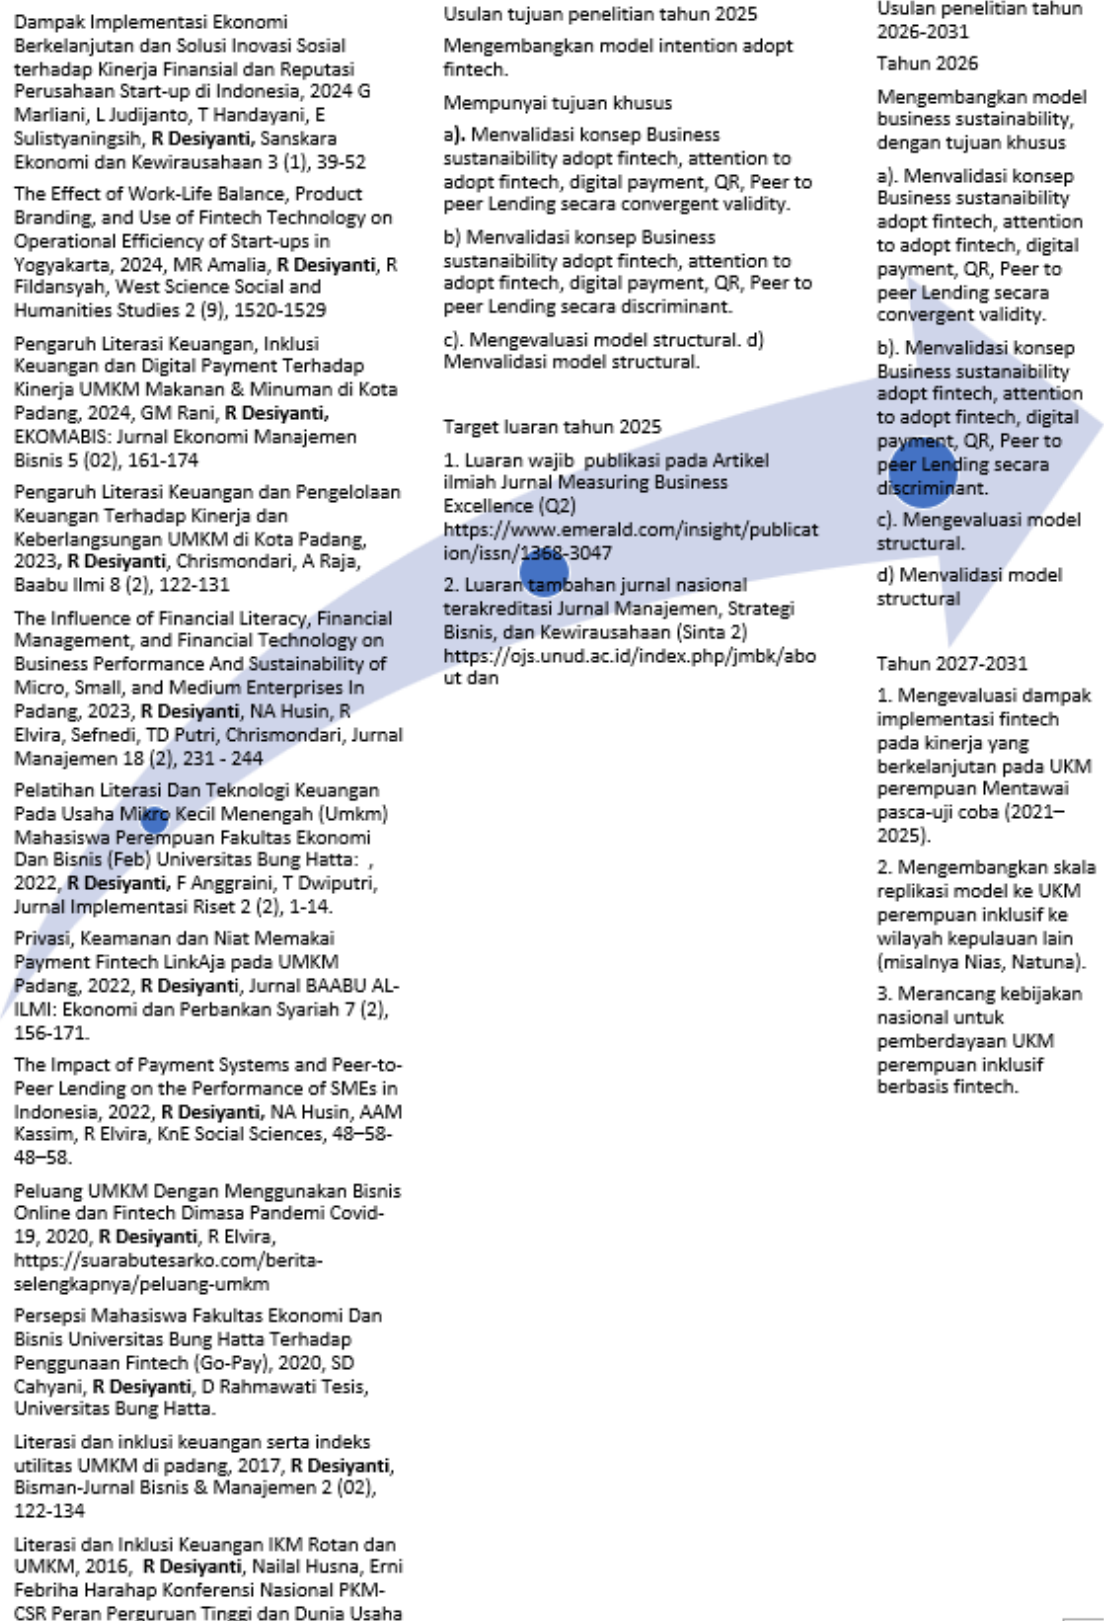 Dampak Implementasi Ekonomi
Berkelanjutan dan Solusi Inovasi Sosial
terhadap Kinerja Finansial dan Reputasi
Perusahaan Start-up di Indonesia, 2024 G
Marliani, L Judijanto, T Handayani, E
Sulistyaningsih, R Desiyanti, Sanskara
Ekonomi dan Kewirausahaan 3 (1), 39-52
The Effect of Work-Life Balance, Product
Branding, and Use of Fintech Technology on
Operational Efficiency of Start-ups in
Yogyakarta, 2024, MR Amalia, R Desiyanti, R
Fildansyah, West Science Social and
Humanities Studies 2 (9), 1520-1529
Pengaruh Literasi Keuangan, Inklusi
Keuangan dan Digital Payment Terhadap
Kinerja UMKM Makanan & Minuman di Kota
Padang, 2024, GM Rani, R Desiyanti,
EKOMABIS: Jurnal Ekonomi Manajemen
Bisnis 5 (02), 161-174
Pengaruh Literasi Keuangan dan Pengelolaan
Keuangan Terhadap Kinerja dan
Keberlangsungan UMKM di Kota Padang,
2023, R Desiyanti, Chrismondari, A Raja,
Baabu Ilmi 8 (2), 122-131
The Influence of Financial Literacy, Financial
Management, and Financial Technology on
Business Performance And Sustainability of
Micro, Small, and Medium Enterprises In
Padang, 2023, R Desiyanti, NA Husin, R
Elvira, Sefnedi, TD Putri, Chrismondari, Jurnal
Manajemen 18 (2), 231 - 244
Pelatihan Literasi Dan Teknologi Keuangan
Pada Usaha Mikro Kecil Menengah (Umkm)
Mahasiswa Perempuan Fakultas Ekonomi
Dan Bisnis (Feb) Universitas Bung Hatta: ,
2022, R Desiyanti, F Anggraini, T Dwiputri,
Jurnal Implementasi Riset 2 (2), 1-14.
Privasi, Keamanan dan Niat Memakai
Payment Fintech LinkAja pada UMKM
Padang, 2022, R Desiyanti, Jurnal BAABU AL-
ILMI: Ekonomi dan Perbankan Syariah 7 (2),
156-171.
The Impact of Payment Systems and Peer-to-
Peer Lending on the Performance of SMEs in
Indonesia, 2022, R Desiyanti, NA Husin, AAM
Kassim, R Elvira, KnE Social Sciences, 48–58-
48–58.
Peluang UMKM Dengan Menggunakan Bisnis
Online dan Fintech Dimasa Pandemi Covid-
19, 2020, R Desiyanti, R Elvira,
https://suarabutesarko.com/berita-
selengkapnya/peluang-umkm
Persepsi Mahasiswa Fakultas Ekonomi Dan
Bisnis Universitas Bung Hatta Terhadap
Penggunaan Fintech (Go-Pay), 2020, SD
Cahyani, R Desiyanti, D Rahmawati Tesis,
Universitas Bung Hatta.
Literasi dan inklusi keuangan serta indeks
utilitas UMKM di padang, 2017, R Desiyanti,
Bisman-Jurnal Bisnis & Manajemen 2 (02),
122-134
Literasi dan Inklusi Keuangan IKM Rotan dan
UMKM, 2016, R Desiyanti, Nailal Husna, Erni
Febriha Harahap Konferensi Nasional PKM-
CSR Peran Perguruan Tinggi dan Dunia Usaha
Usulan tujuan penelitian tahun 2025
Mengembangkan model intention adopt
fintech.
Mempunyai tujuan khusus
a). Menvalidasi konsep Business
sustanaibility adopt fintech, attention to
adopt fintech, digital payment, QR, Peer to
peer Lending secara convergent validity.
b) Menvalidasi konsep Business
sustanaibility adopt fintech, attention to
adopt fintech, digital payment, QR, Peer to
peer Lending secara discriminant.
c). Mengevaluasi model structural. d)
Menvalidasi model structural.
Target luaran tahun 2025
1. Luaran wajib publikasi pada Artikel
ilmiah Jurnal Measuring Business
Excellence (Q2)
https://www.emerald.com/insight/publicat
ion/issn/1368-3047
2. Luaran tambahan jurnal nasional
terakreditasi Jurnal Manajemen, Strategi
Bisnis, dan Kewirausahaan (Sinta 2)
https://ojs.unud.ac.id/index.php/jmbk/abo
ut dan
Usulan penelitian tahun
2026-2031
Tahun 2026
Mengembangkan model
business sustainability,
dengan tujuan khusus
a). Menvalidasi konsep
Business sustanaibility
adopt fintech, attention
to adopt fintech, digital
payment, QR, Peer to
peer Lending secara
convergent validity.
b). Menvalidasi konsep
Business sustanaibility
adopt fintech, attention
to adopt fintech, digital
payment, QR, Peer to
peer Lending secara
discriminant.
c). Mengevaluasi model
structural.
d) Menvalidasi model
structural
Tahun 2027-2031
1. Mengevaluasi dampak
implementasi fintech
pada kinerja yang
berkelanjutan pada UKM
perempuan Mentawai
pasca-uji coba (2021–
2025).
2. Mengembangkan skala
replikasi model ke UKM
perempuan inklusif ke
wilayah kepulauan lain
(misalnya Nias, Natuna).
3. Merancang kebijakan
nasional untuk
pemberdayaan UKM
perempuan inklusif
berbasis fintech.